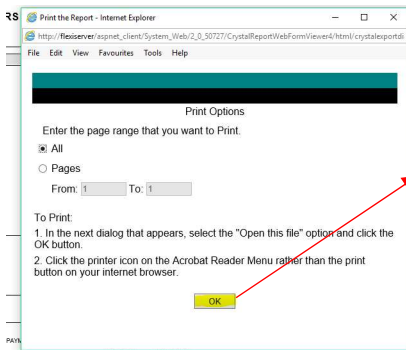 RS
Print the Report - Internet Explorer
http://flexiserver/aspnet_client/System_Web/2_0_50727/CrystalReportWebFormViewer4/html/crystalexportdi
File Edit View Favourites Tools Help
Print Options
Enter the page range that you want to Print.
All
Pages
From: 1 To: 1
To Print:
1. In the next dialog that appears, select the "Open this file" option and click the
OK button.
2. Click the printer icon on the Acrobat Reader Menu rather than the print
button on your internet browser.
OK
PAYM